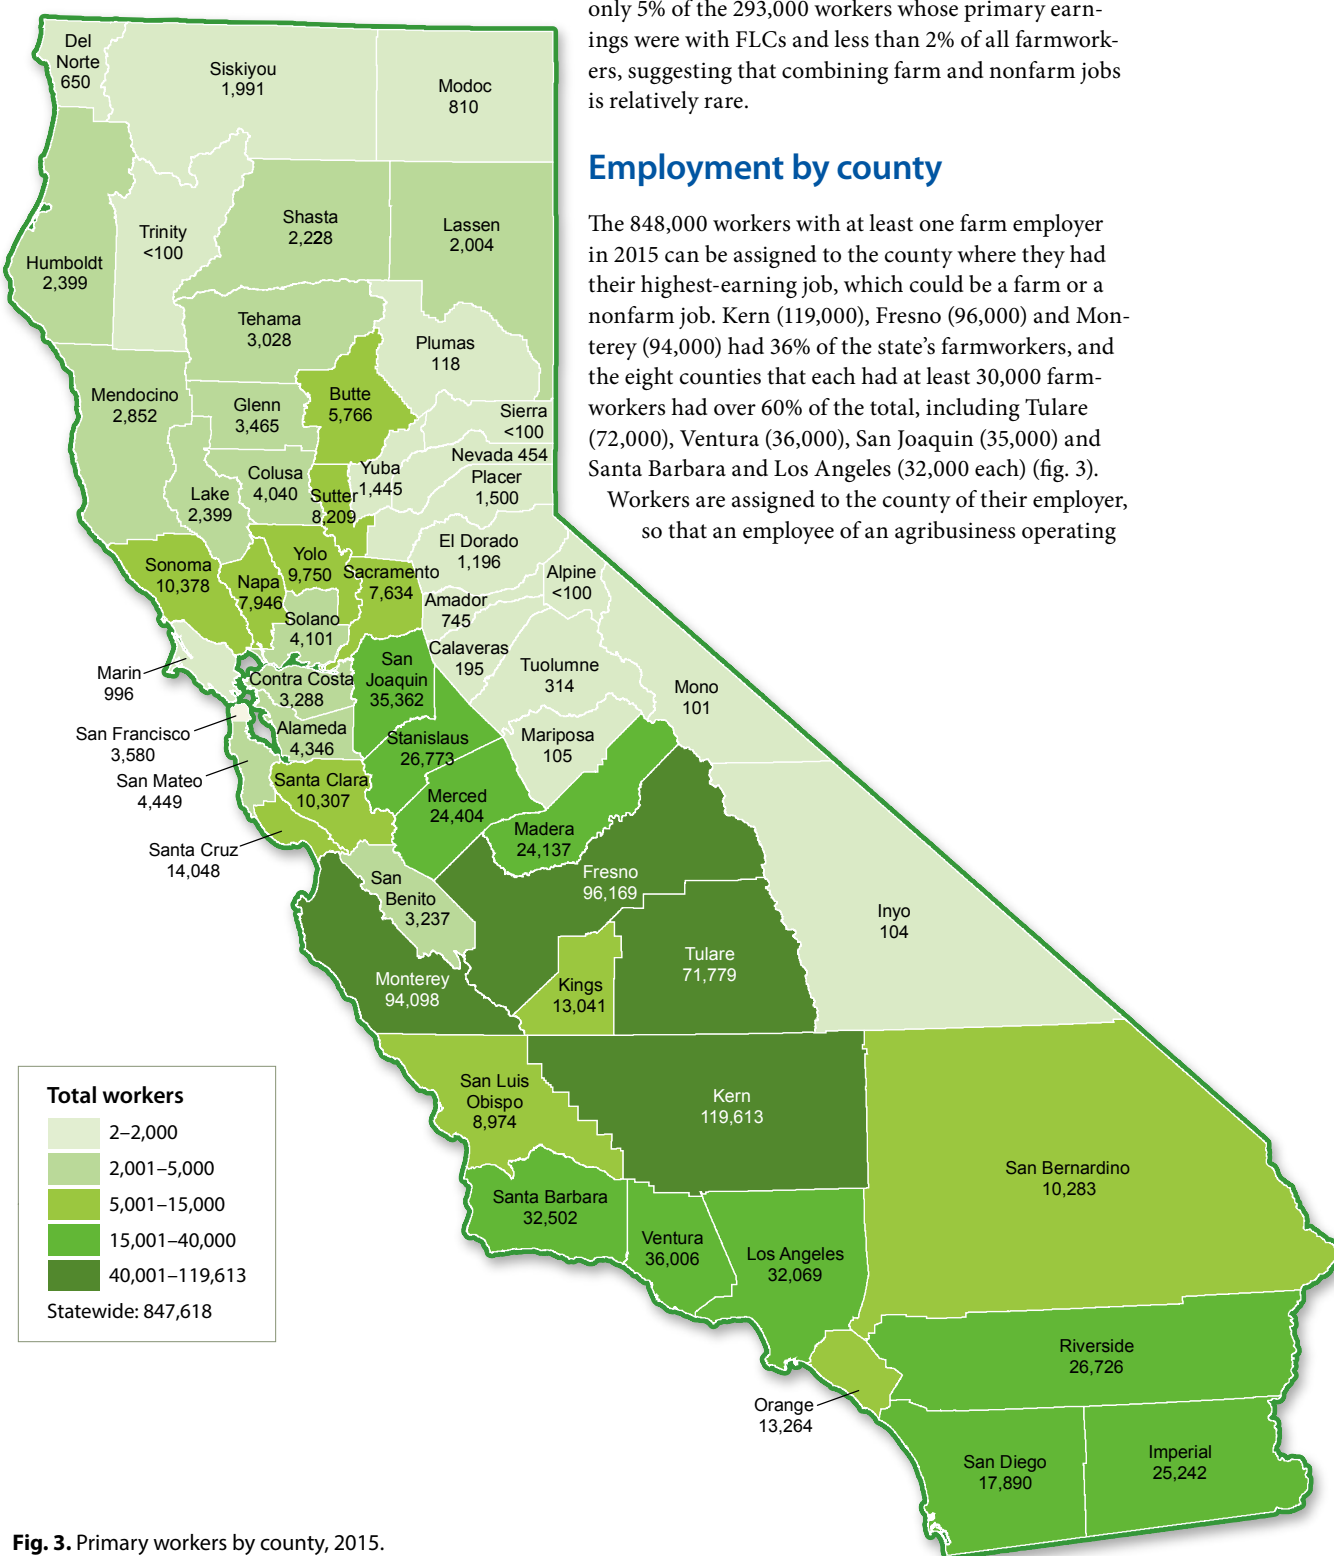 only 5% of the 293,000 workers whose primary earn-
ings were with FLCs and less than 2% of all farmwork-
ers, suggesting that combining farm and nonfarm jobs
is relatively rare.
Employment by county
The 848,000 workers with at least one farm employer
in 2015 can be assigned to the county where they had
their highest-earning job, which could be a farm or a
nonfarm job. Kern (119,000), Fresno (96,000) and Mon-
terey (94,000) had 36% of the state's farmworkers, and
the eight counties that each had at least 30,000 farm-
workers had over 60% of the total, including Tulare
(72,000), Ventura (36,000), San Joaquin (35,000) and
Santa Barbara and Los Angeles (32,000 each) (fig. 3).
Workers are assigned to the county of their employer,
so that an employee of an agribusiness operating
Del
Norte
650
Siskiyou
1,991
Modoc
810
Trinity
<100
Shasta
2,228
Lassen
2,004
Humboldt
2,399
Tehama
3,028
Plumas
118
Mendocino
2,852
Glenn
3,465
Butte
5,766
Sierra
<100
Nevada 454
Placer
1,500
Yuba
1,445
Colusa
4,040
Sutter
8,209
Lake
2,399
El Dorado
1,196
Alpine
<100
Sonoma
10,378
Napa
7,946
Yolo
9,750
Sacramento
7,634
Amador
745
Solano
4,101
Calaveras
195
Tuolumne
314
Mono
101
Marin
996
Contra Costa
3,288
San
Joaquin
35,362
San Francisco
3,580
Alameda
4,346
Stanislaus
26,773
Mariposa
105
San Mateo
4,449
Santa Clara
10,307
Merced
24,404
Madera
24,137
Santa Cruz
14,048
San
Benito
3,237
Fresno
96,169
Inyo
104
Monterey
94,098
Kings
13,041
Tulare
71,779
San Luis
Obispo
8,974
Kern
119,613
San Bernardino
10,283
Santa Barbara
32,502
Ventura
36,006
Los Angeles
32,069
Riverside
26,726
Orange
13,264
San Diego
17,890
Imperial
25,242
Total workers
2–2,000
2,001–5,000
5,001–15,000
15,001–40,000
40,001–119,613
Statewide: 847,618
Fig. 3. Primary workers by county, 2015.